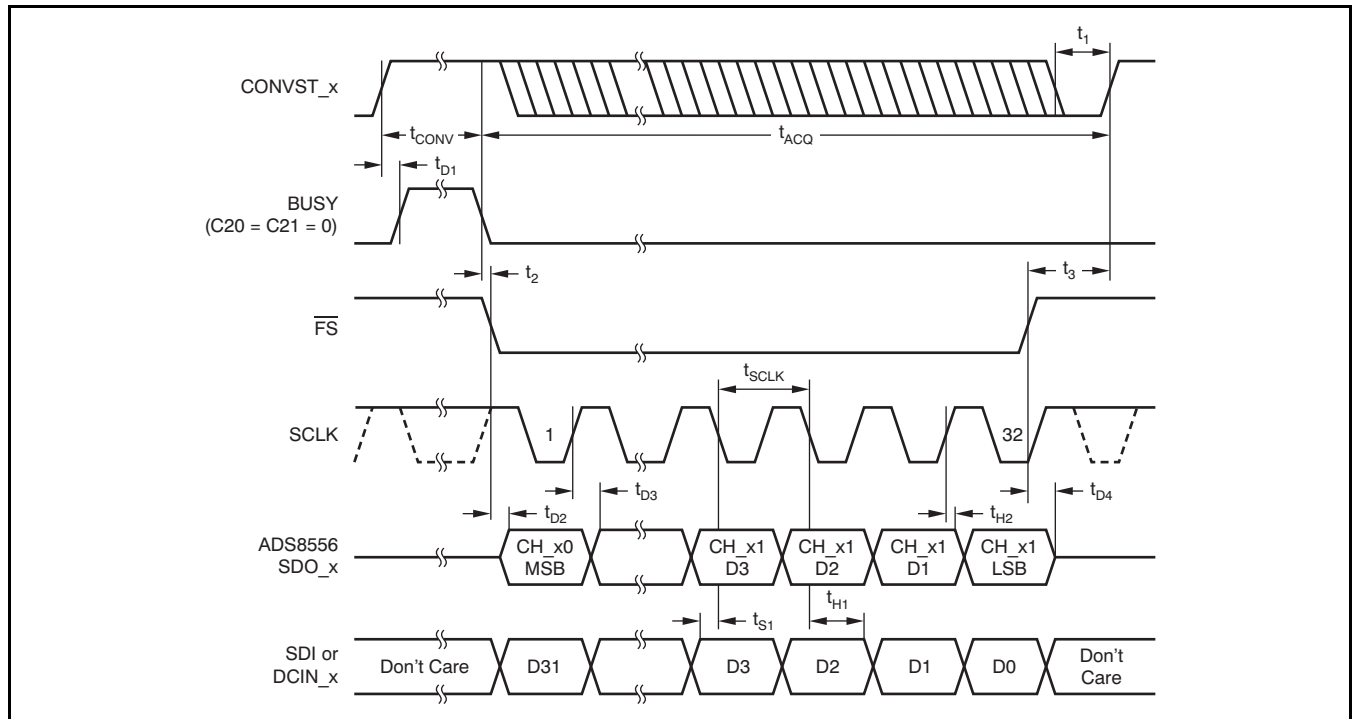 t1
CONVST_x
tCONV
tACQ
tD1
BUSY
(C20 = C21 = 0)
t2
t3
FS
tSCLK
SCLK
1
32
tD3
tD4
tD2
tH2
ADS8556
SDO_x
CH_x0
MSB
CH_x1
D3
CH_x1
D2
CH_x1
D1
CH_x1
LSB
tS1
tH1
SDI or
DCIN_x
Don't Care
D31
D3
D2
D1
D0
Don't
Care